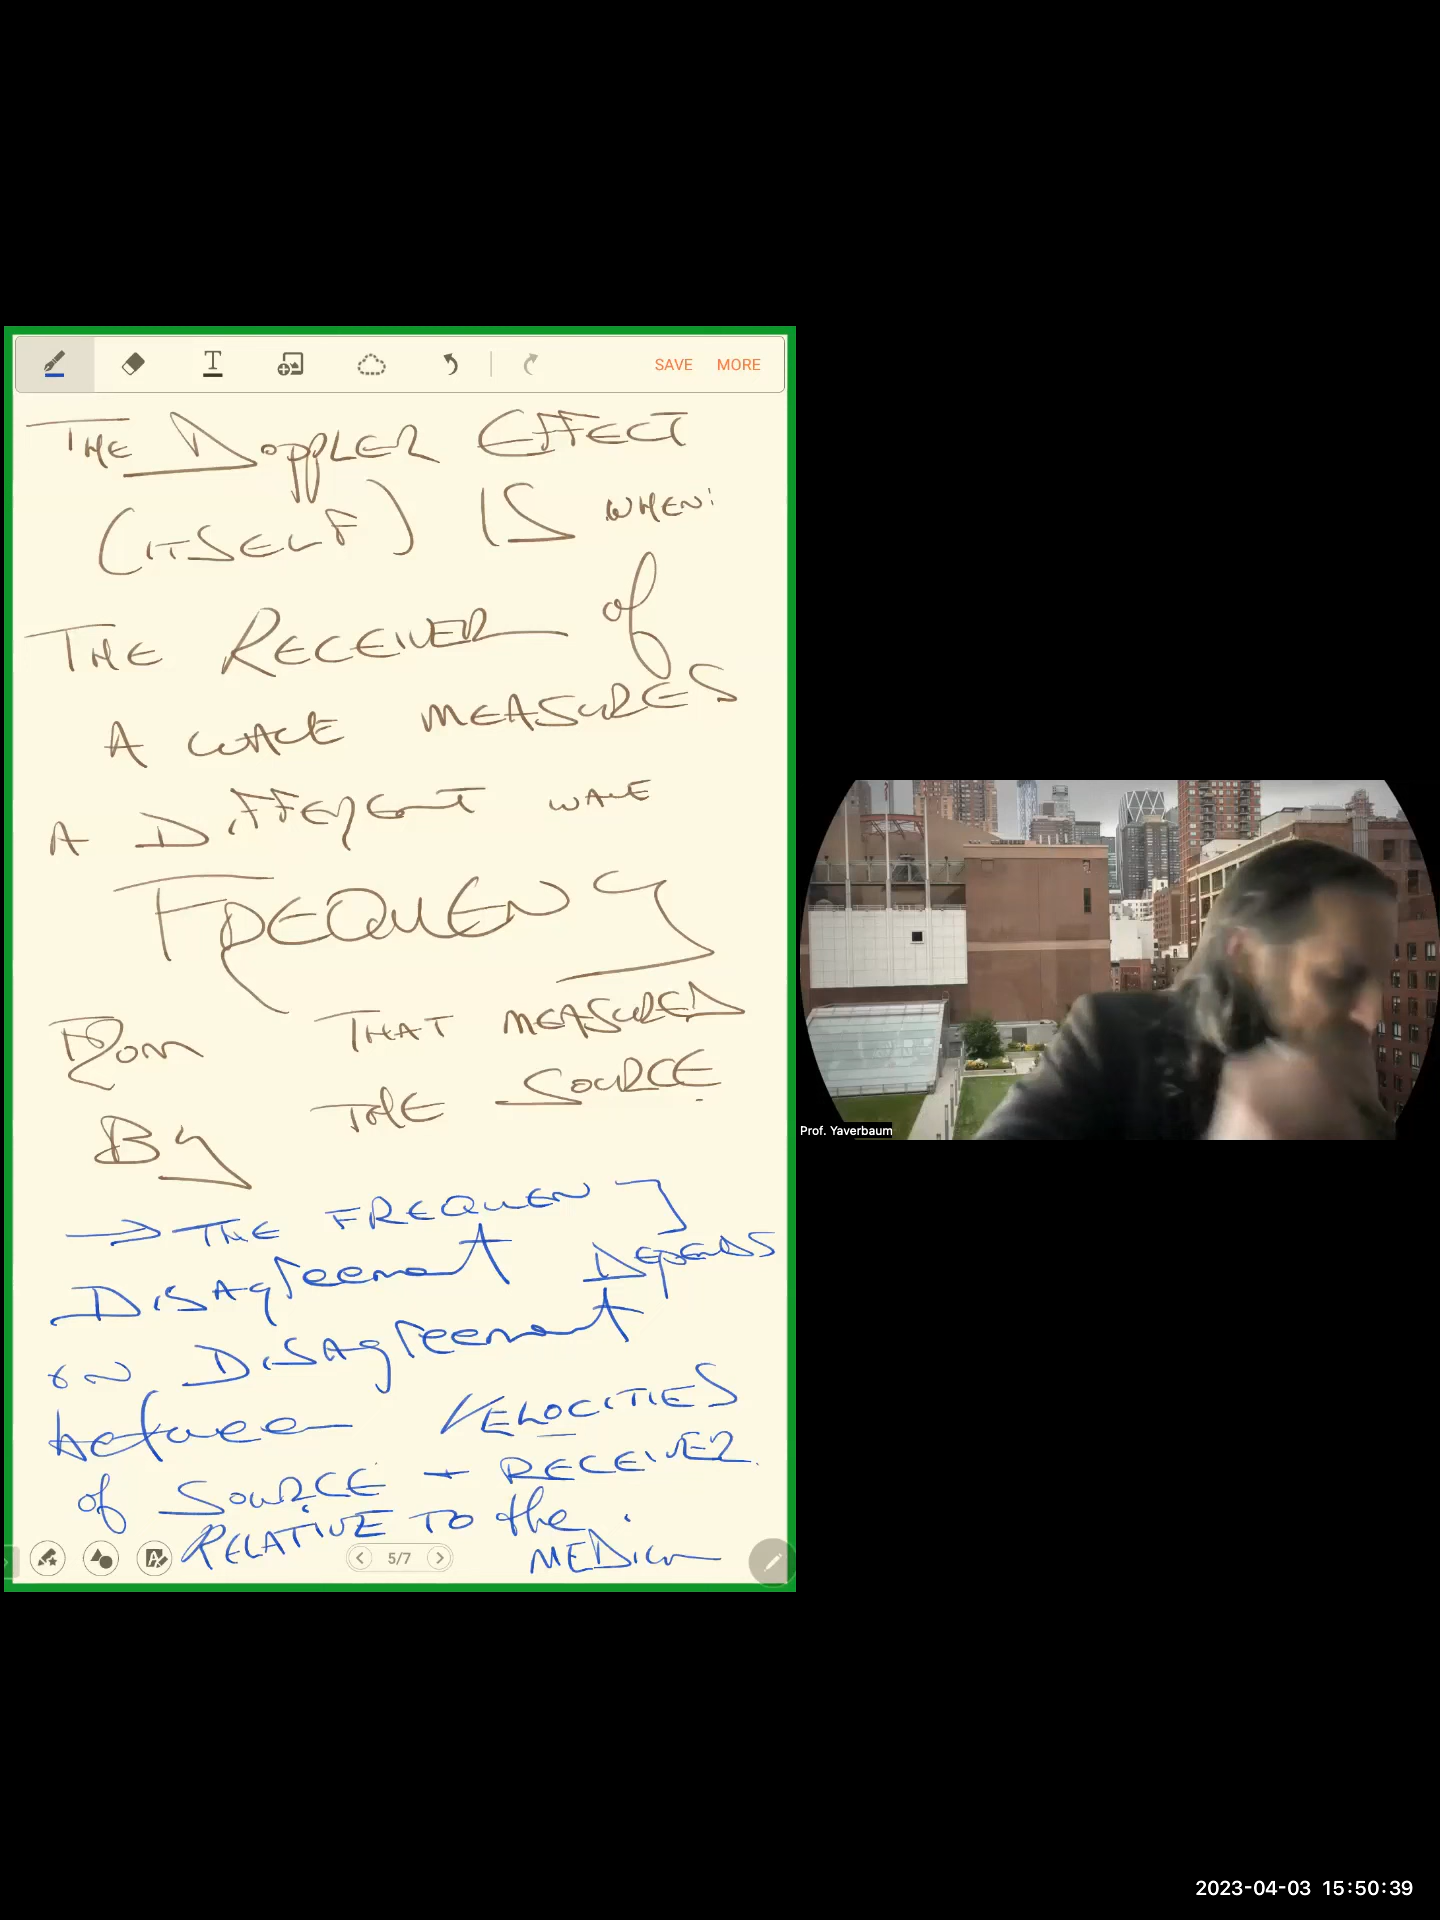 T
SAVE MORE
THE DOPPLER EFFECT
(ITSELF) IS WHEN:
THE RECEIVER of
A WAVE MEASURES
A DIFFERENT WAVE
FREQUENCY
FROM THAT MEASURED
BY THE SOURCE
→ THE FREQUENCY
DISAGREEMENT DEPENDS
ON DISAGREEMENT
between VELOCITIES
of SOURCE + RECEIVER
RELATIVE TO the
MEDIUM
5/7
Prof. Yaverbaum
2023-04-03 15:50:39